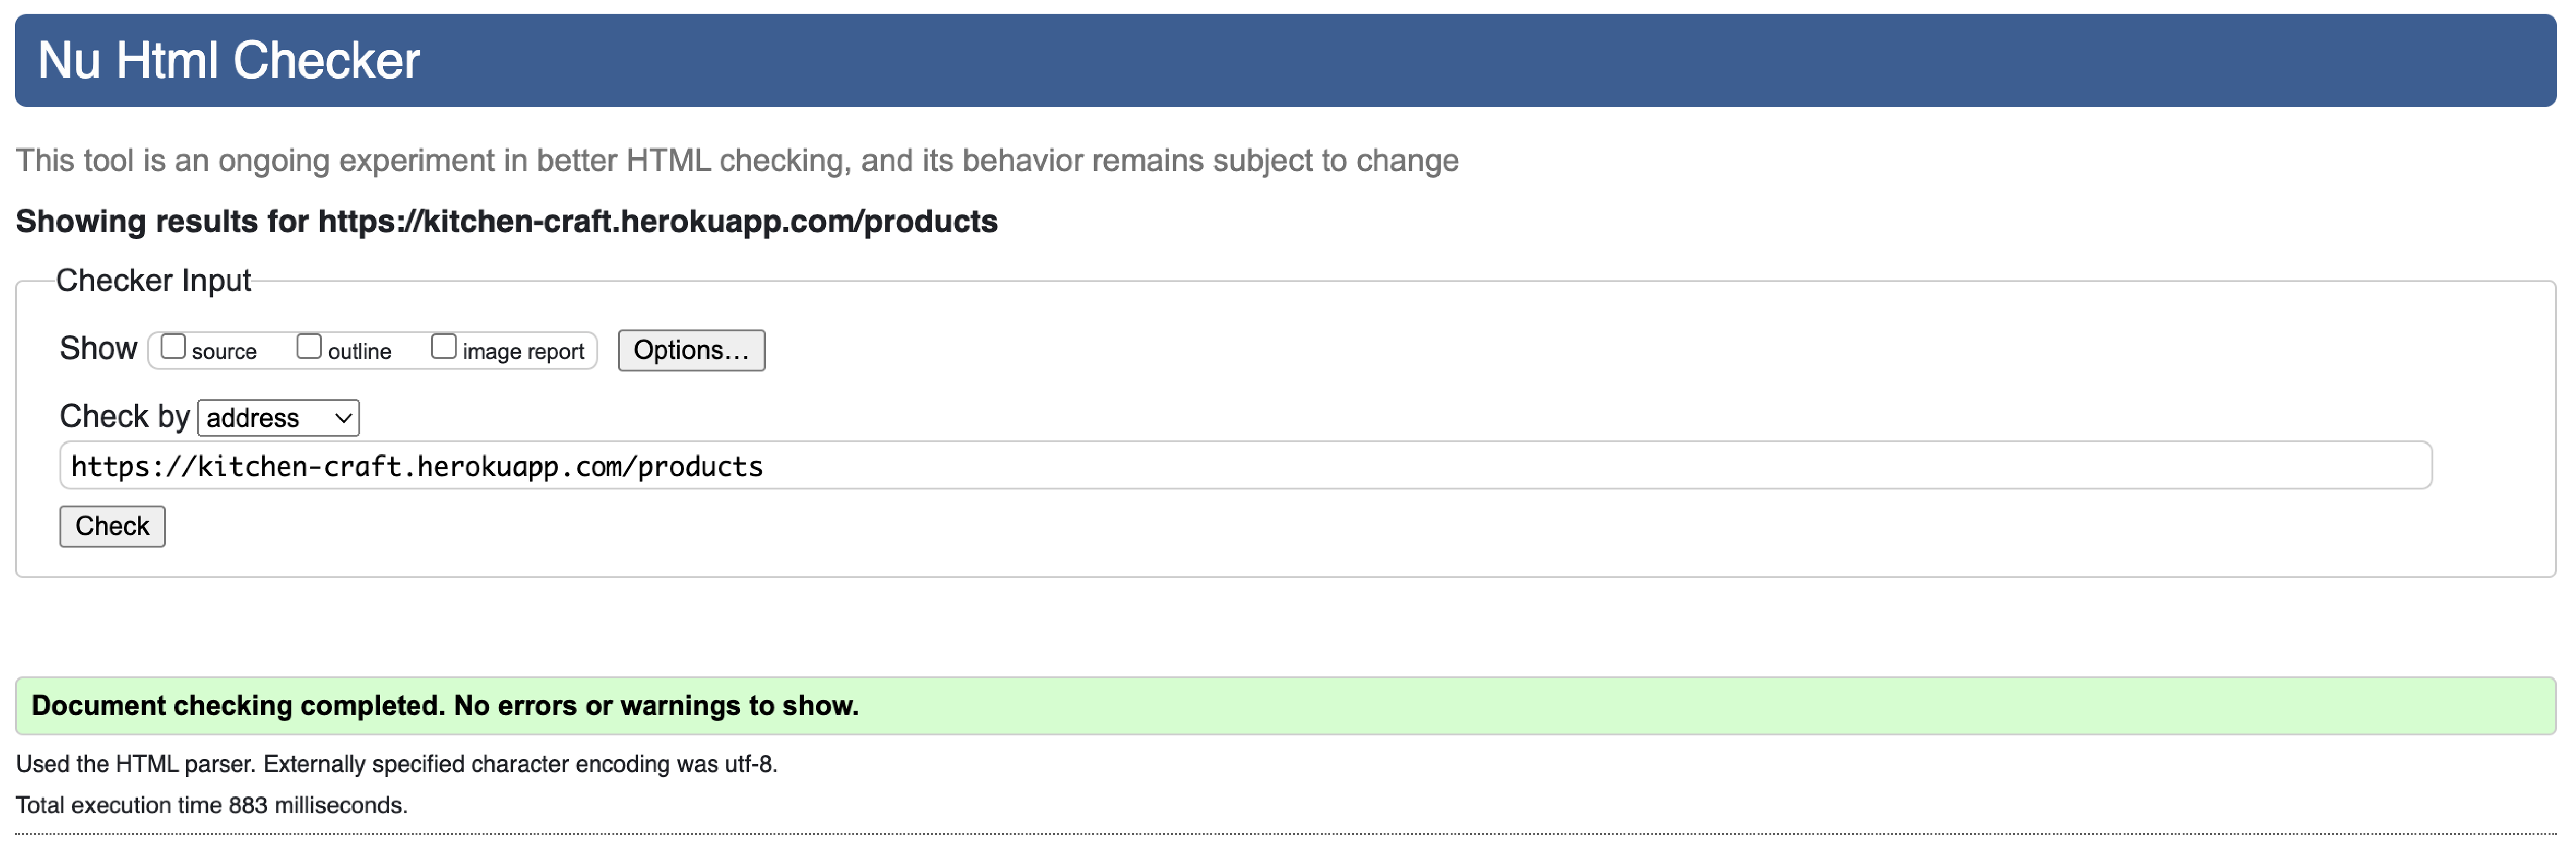 Nu Html Checker
This tool is an ongoing experiment in better HTML checking, and its behavior remains subject to change
Showing results for https://kitchen-craft.herokuapp.com/products
Checker Input
Show source outline image report Options...
Check by address
https://kitchen-craft.herokuapp.com/products
Check
Document checking completed. No errors or warnings to show.
Used the HTML parser. Externally specified character encoding was utf-8.
Total execution time 883 milliseconds.